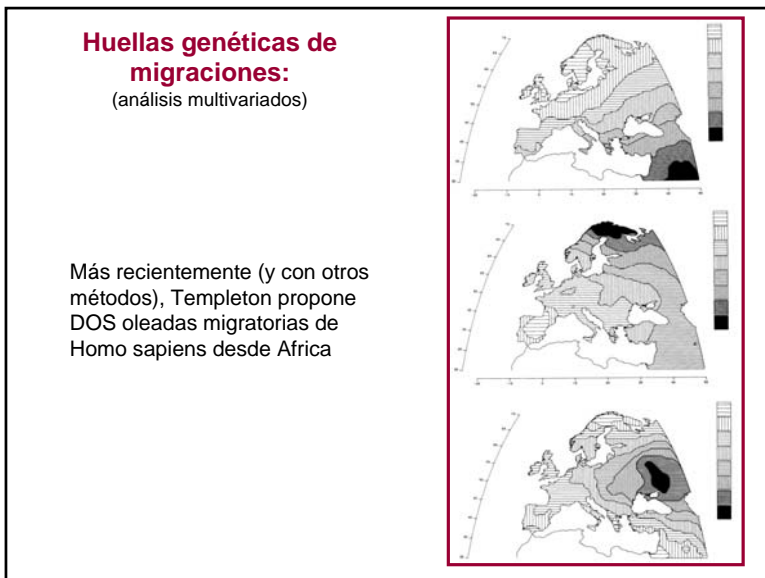 Huellas genéticas de
migraciones:
(análisis multivariados)
Más recientemente (y con otros
métodos), Templeton propone
DOS oleadas migratorias de
Homo sapiens desde Africa